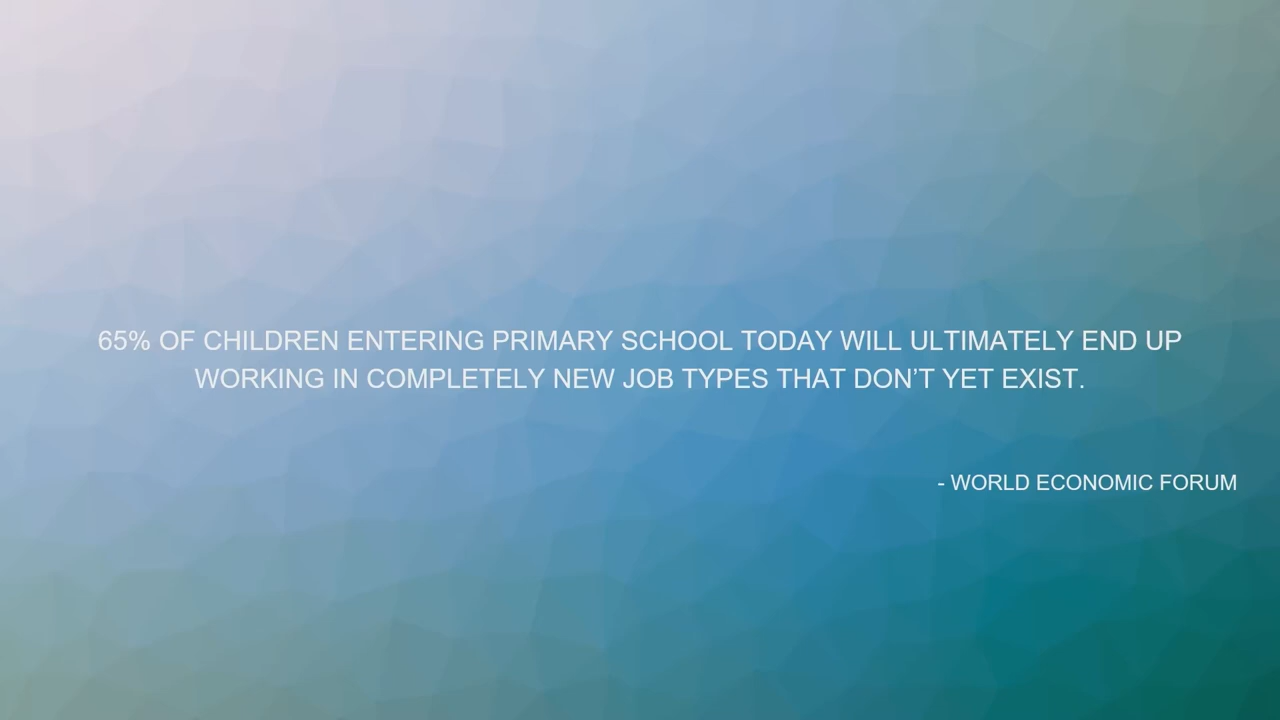 65% OF CHILDREN ENTERING PRIMARY SCHOOL TODAY WILL ULTIMATELY END UP
WORKING IN COMPLETELY NEW JOB TYPES THAT DON’T YET EXIST.
- WORLD ECONOMIC FORUM